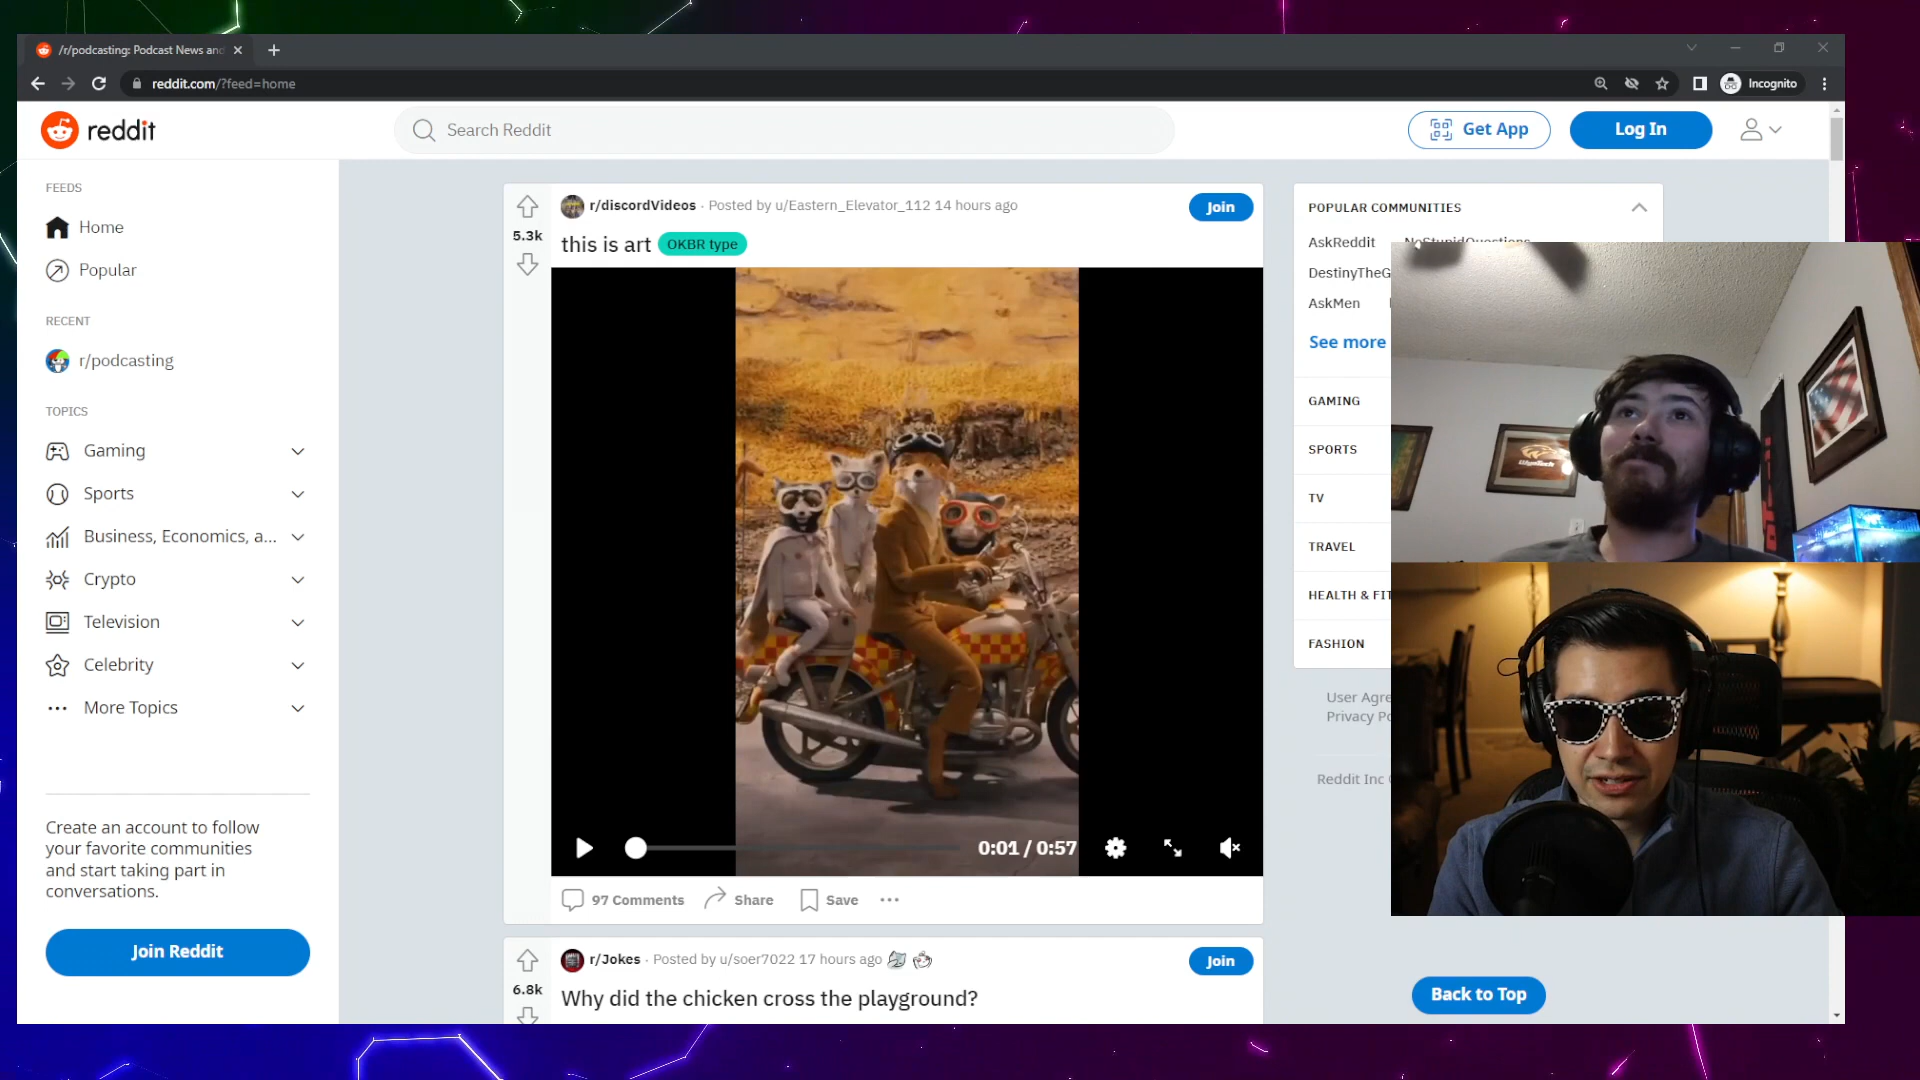 /r/podcasting: Podcast News and
reddit.com/?feed=home
Incognito
reddit
Search Reddit
Get App
Log In
FEEDS
Home
Popular
RECENT
r/podcasting
TOPICS
Gaming
Sports
Business, Economics, a...
Crypto
Television
Celebrity
More Topics
Create an account to follow
your favorite communities
and start taking part in
conversations.
Join Reddit
r/discordVideos · Posted by u/Eastern_Elevator_112 14 hours ago
Join
5.3k
this is art OKBR type
0:01 / 0:57
97 Comments
Share
Save
r/Jokes · Posted by u/soer7022 17 hours ago
Join
6.8k
Why did the chicken cross the playground?
POPULAR COMMUNITIES
AskReddit NoStupidQuestions
DestinyTheG
AskMen
See more
GAMING
SPORTS
TV
TRAVEL
HEALTH & FIT
FASHION
User Agre
Privacy Po
Reddit Inc
Back to Top